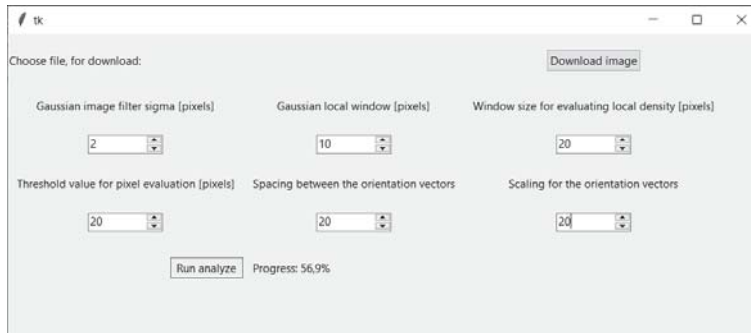 tk
Choose file, for download:
Download image
Gaussian image filter sigma [pixels]
Gaussian local window [pixels]
Window size for evaluating local density [pixels]
2
10
20
Threshold value for pixel evaluation [pixels]
Spacing between the orientation vectors
Scaling for the orientation vectors
20
20
20
Run analyze
Progress: 56,9%